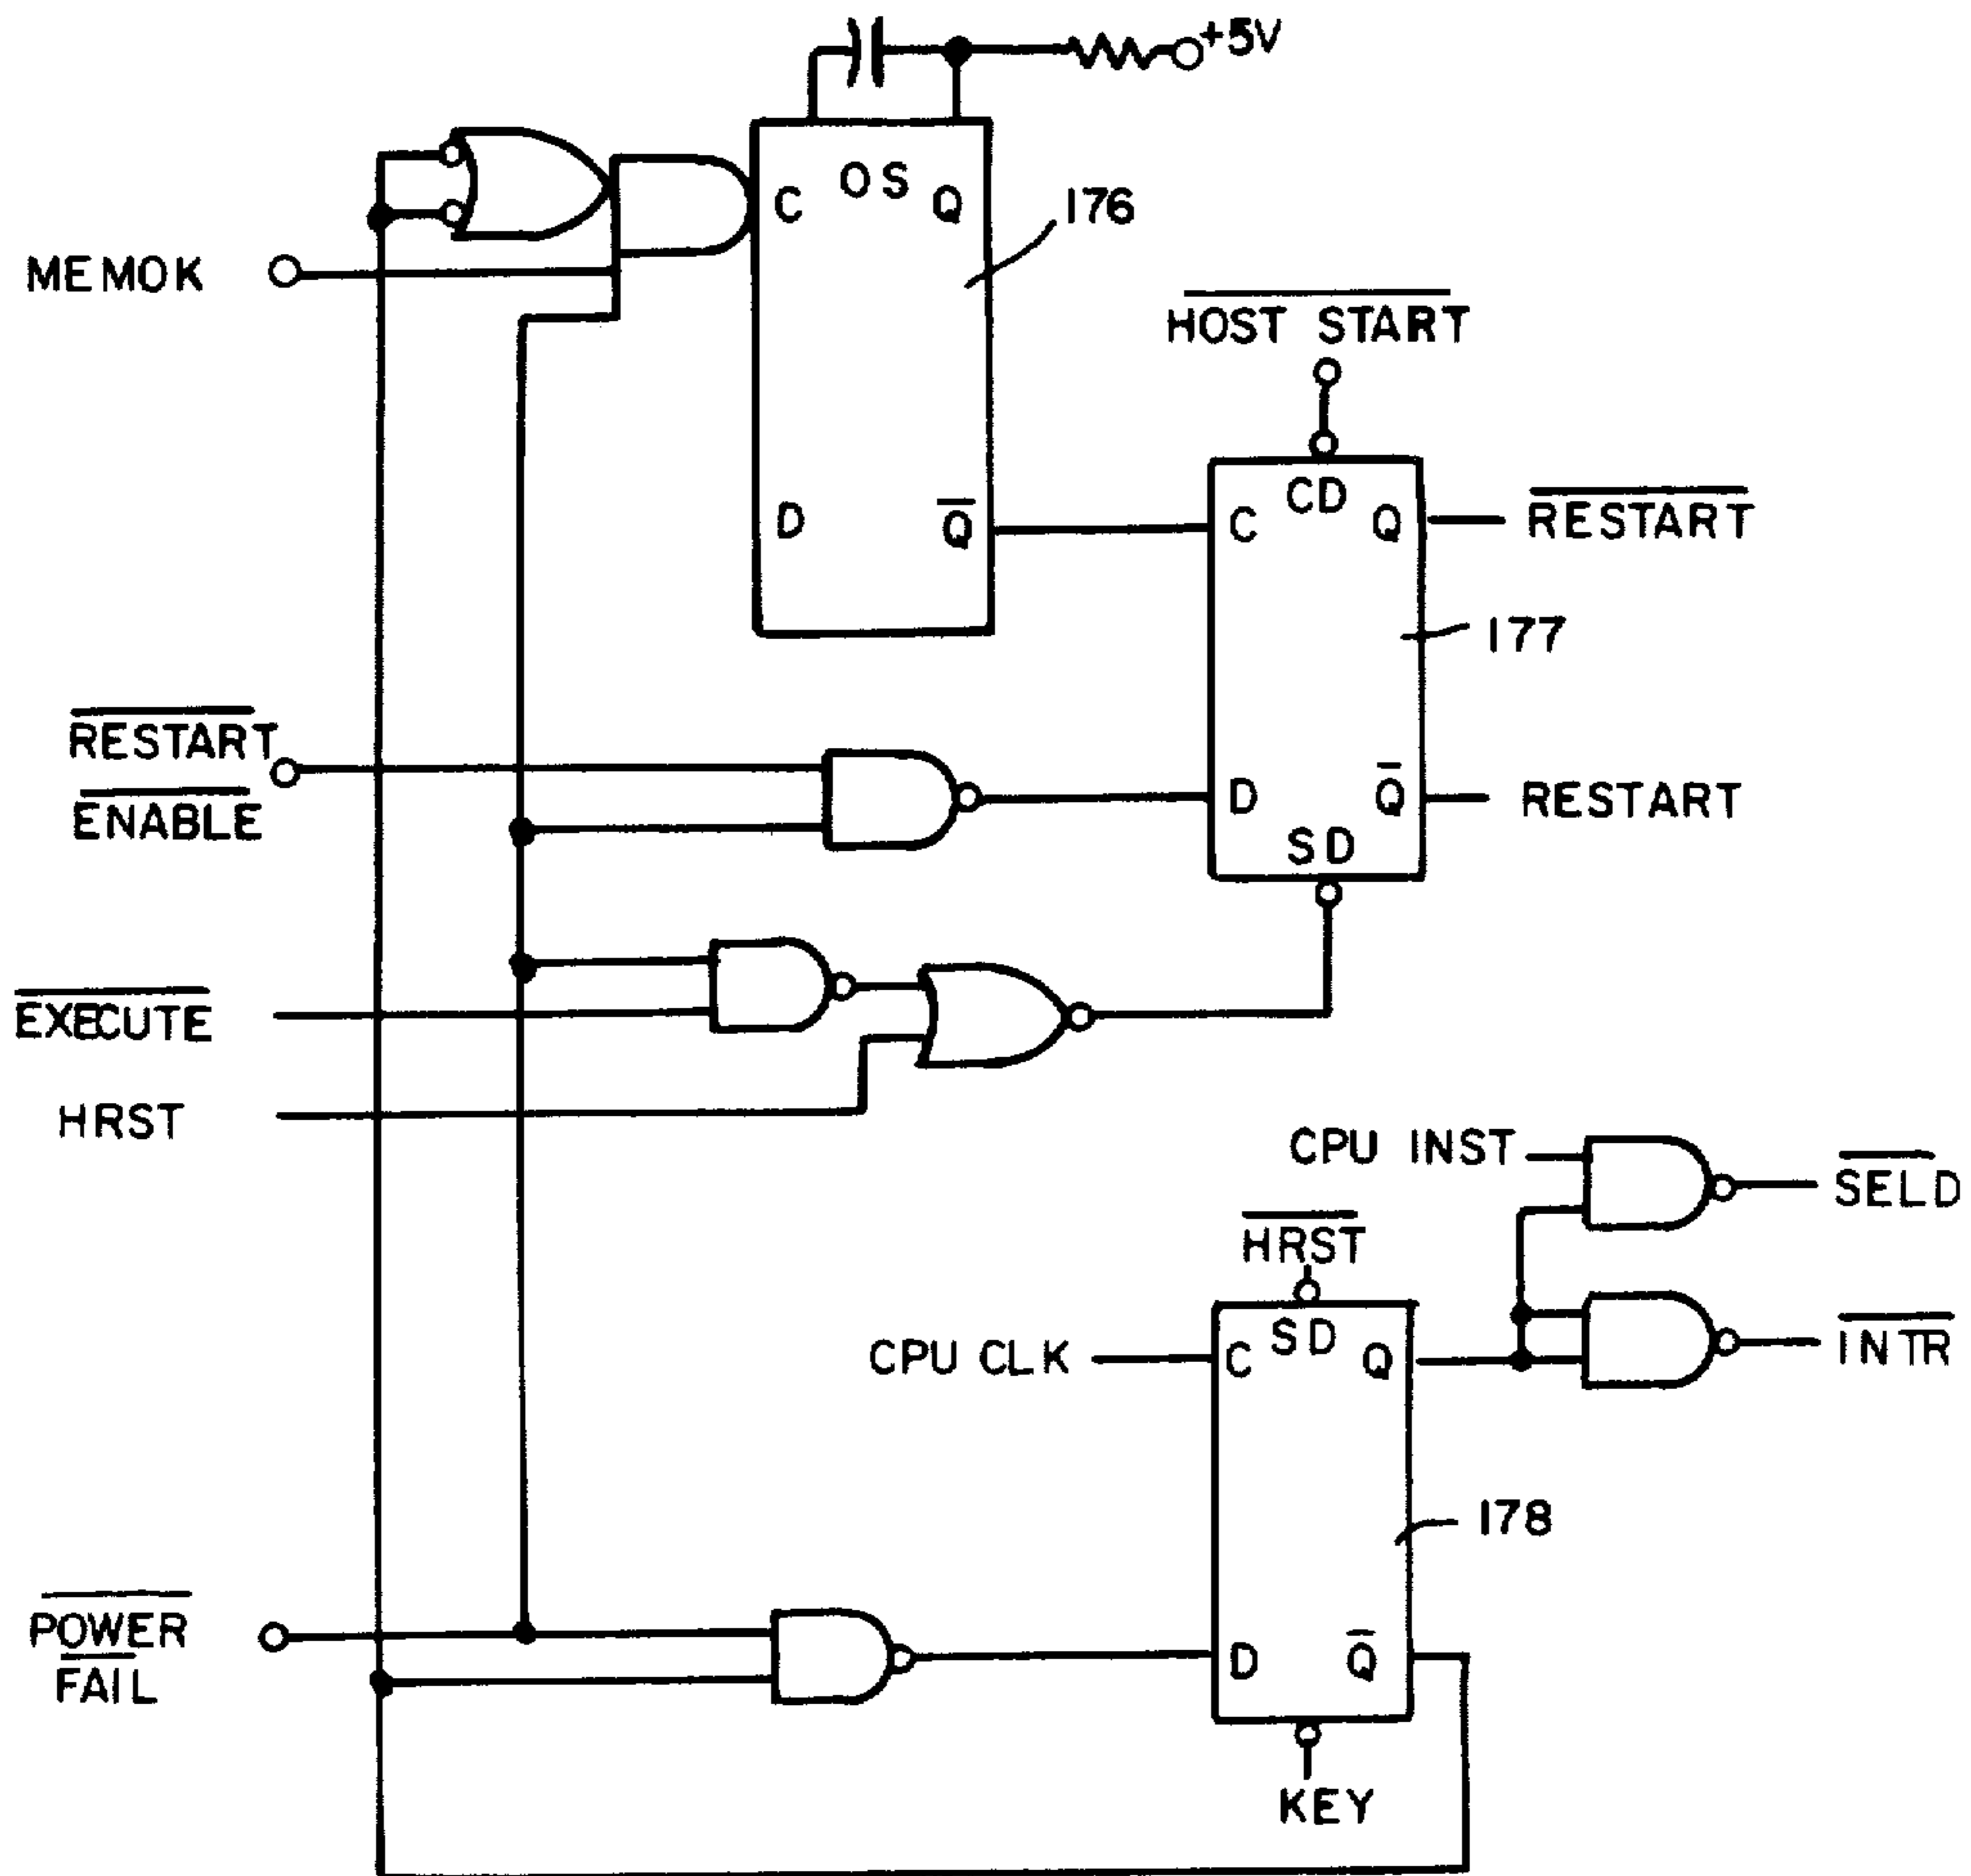 +5V
OS
C
Q
176
MEMOK
HOST START
D
Q̅
C
CD
Q
RESTART
177
RESTART
ENABLE
D
Q̅
RESTART
SD
EXECUTE
HRST
CPU INST
SELD
HRST
CPU CLK
C
SD
Q
INTR
178
POWER
FAIL
D
Q̅
KEY